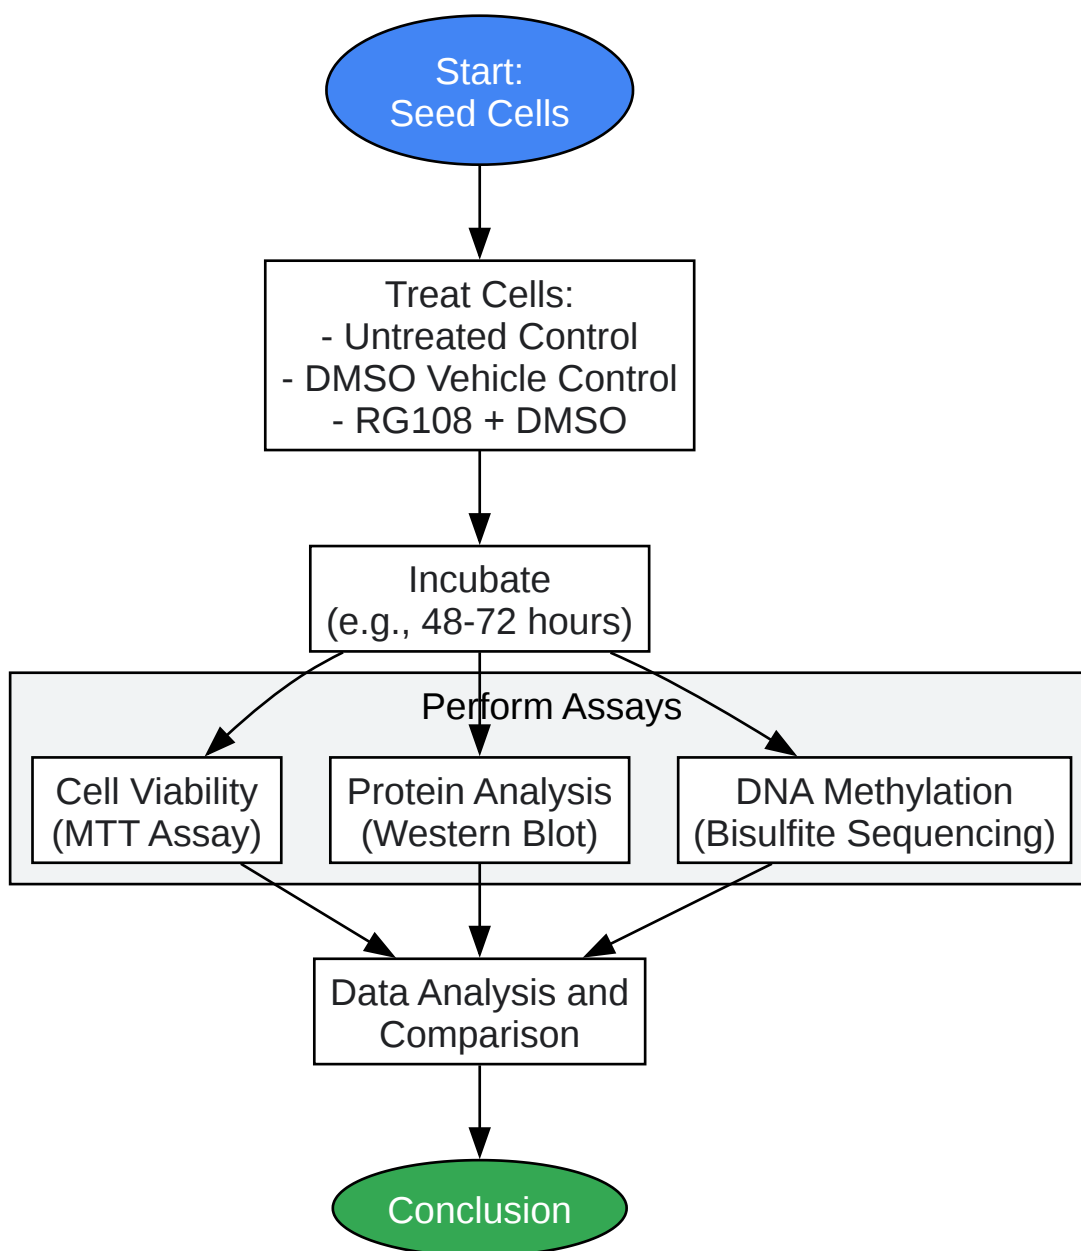 Start:
Seed Cells
Treat Cells:
- Untreated Control
- DMSO Vehicle Control
- RG108 + DMSO
Incubate
(e.g., 48-72 hours)
Perform Assays
Cell Viability
(MTT Assay)
Protein Analysis
(Western Blot)
DNA Methylation
(Bisulfite Sequencing)
Data Analysis and
Comparison
Conclusion